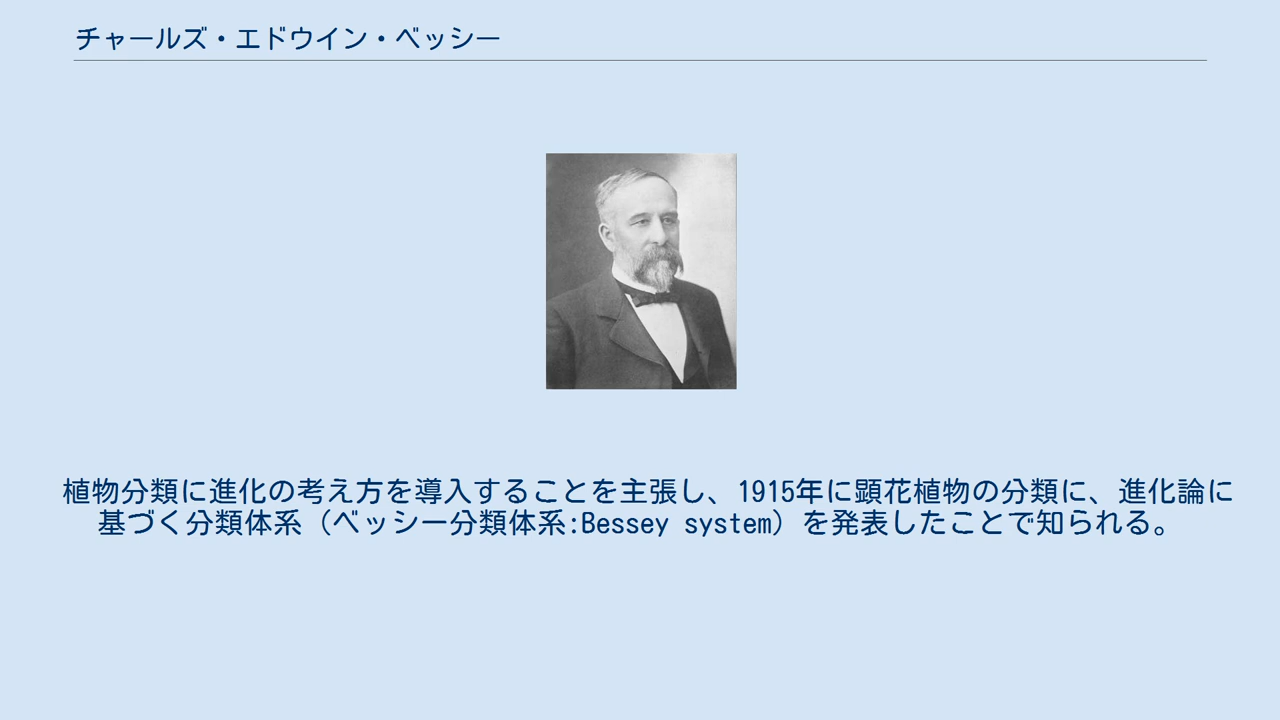 チャールズ・エドウイン・ベッシー
植物分類に進化の考え方を導入することを主張し、1915年に顕花植物の分類に、進化論に
基づく分類体系（ベッシー分類体系:Bessey system）を発表したことで知られる。